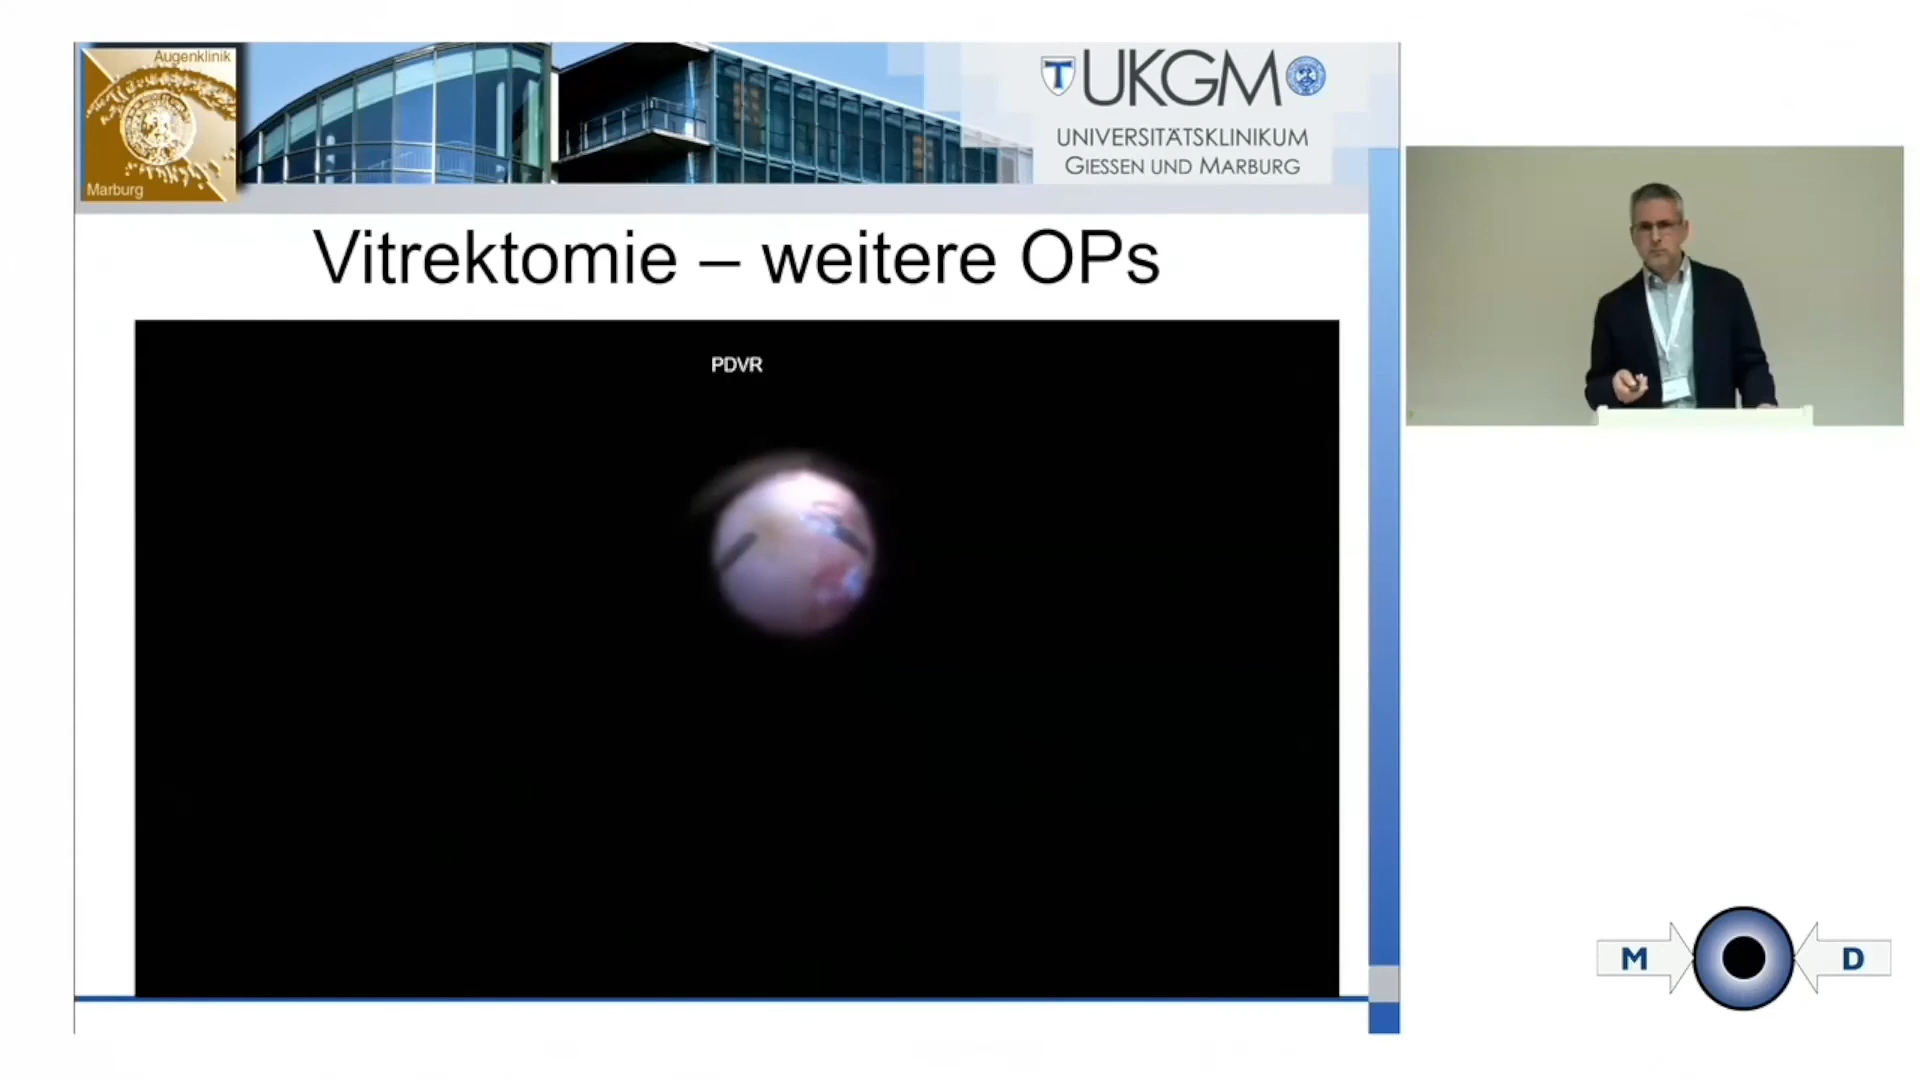 Augenklinik
Marburg
UKGM
UNIVERSITÄTSKLINIKUM
GIESSEN UND MARBURG
Vitrektomie – weitere OPs
PDVR
M
D